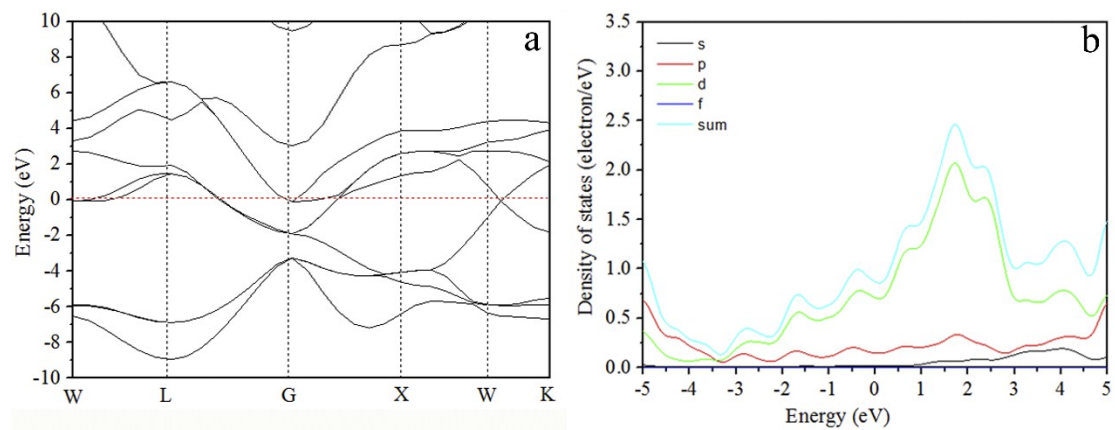 a
Energy (eV)
10
8
6
4
2
0
-2
-4
-6
-8
-10
W L G X W K
b
Density of states (electron/eV)
3.5
3.0
2.5
2.0
1.5
1.0
0.5
0.0
s
p
d
f
sum
-5 -4 -3 -2 -1 0 1 2 3 4 5
Energy (eV)